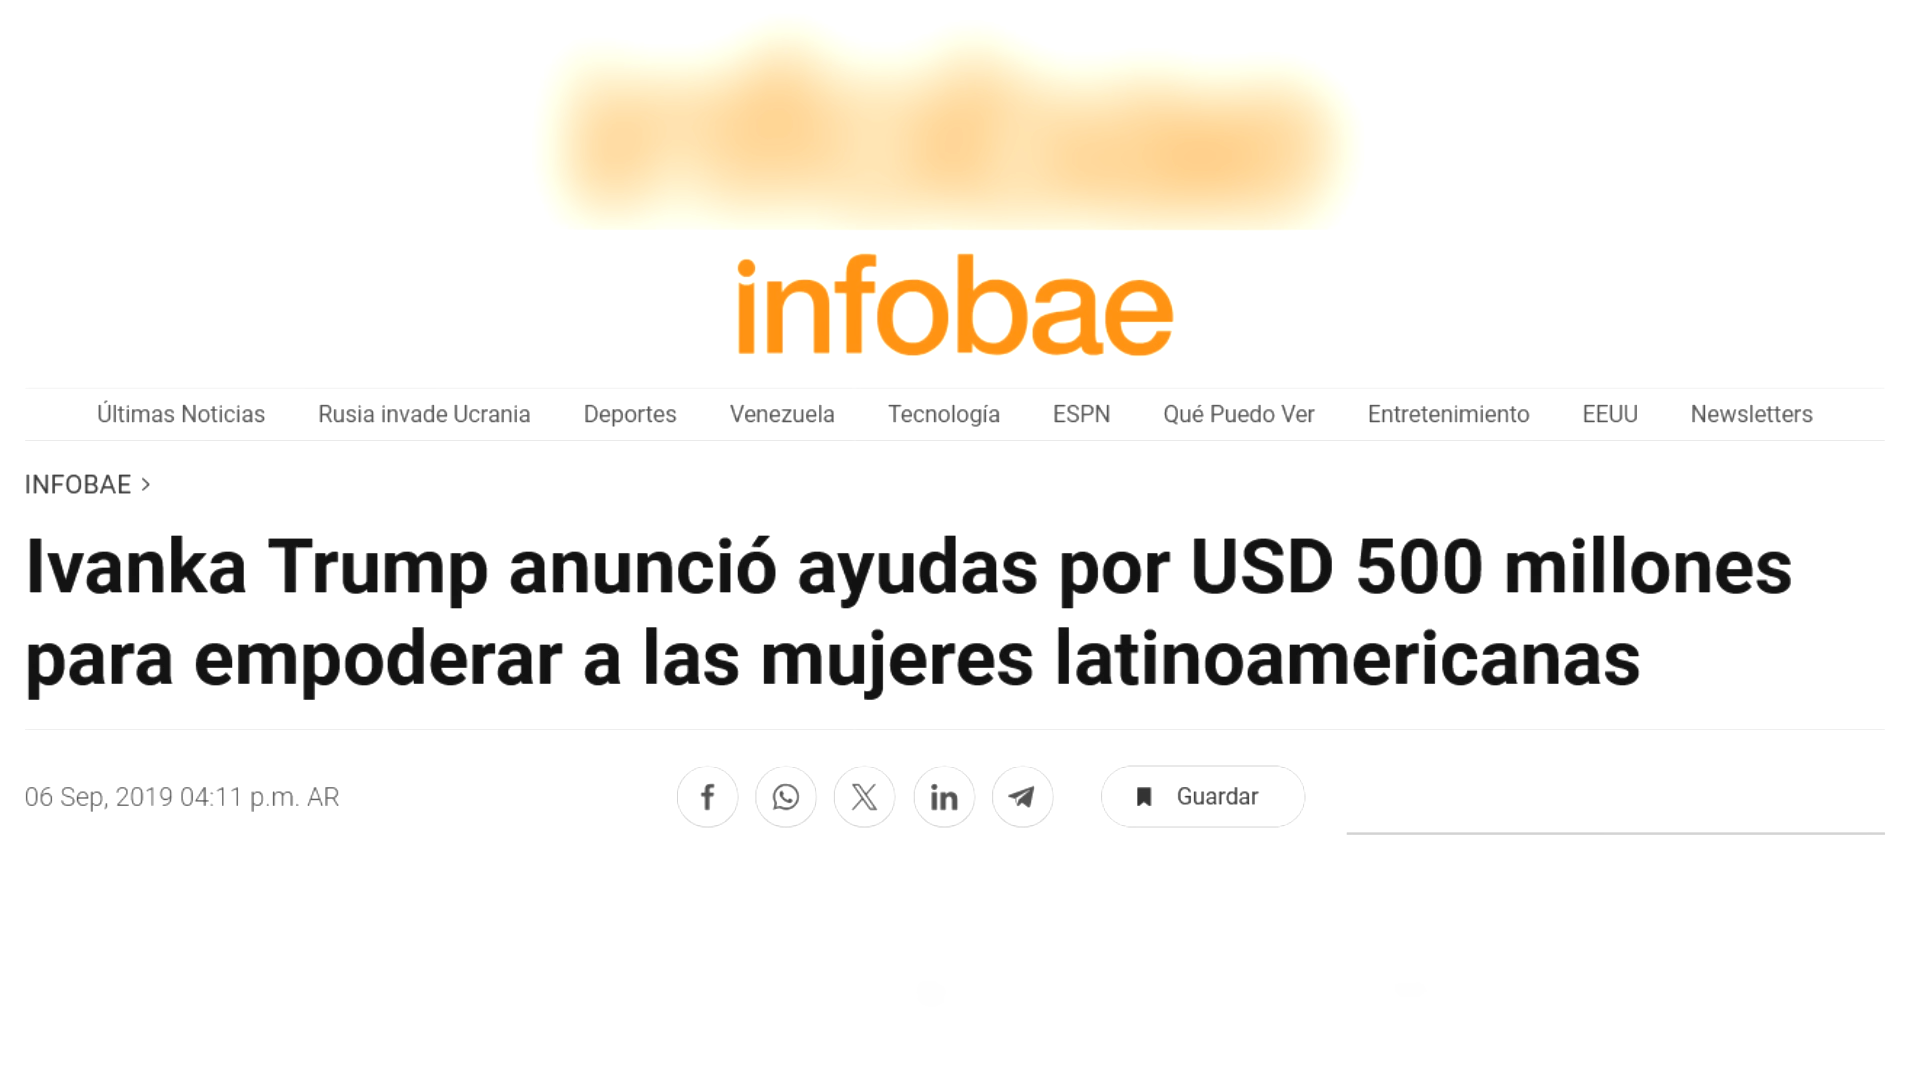 infobae
Últimas Noticias Rusia invade Ucrania Deportes Venezuela Tecnología ESPN Qué Puedo Ver Entretenimiento EEUU Newsletters
INFOBAE >
Ivanka Trump anunció ayudas por USD 500 millones
para empoderar a las mujeres latinoamericanas
06 Sep, 2019 04:11 p.m. AR
Guardar